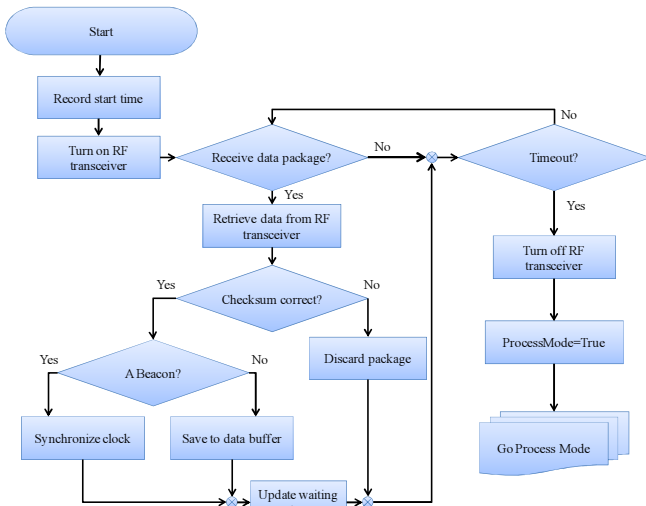 Start
Record start time
Turn on RF
transceiver
Receive data package?
No
Timeout?
No
Yes
Retrieve data from RF
transceiver
Yes
Turn off RF
transceiver
Checksum correct?
Yes
No
ProcessMode=True
Discard package
A Beacon?
Yes
No
Synchronize clock
Save to data buffer
Go Process Mode
Update waiting